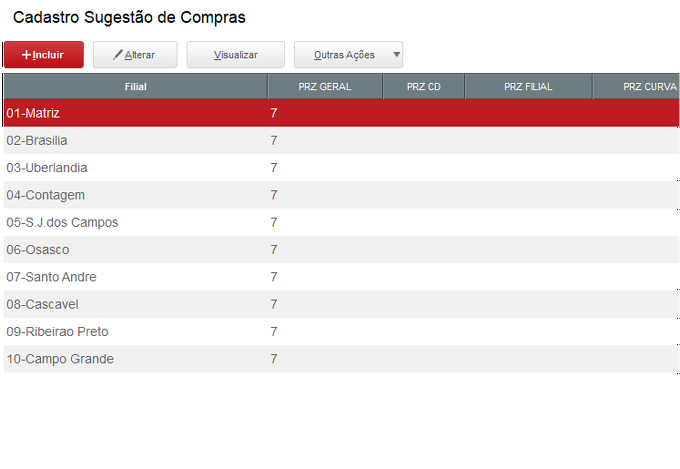 Cadastro Sugestão de Compras
Incluir Alterar Visualizar Outras Ações
Filial PRZ GERAL PRZ CD PRZ FILIAL PRZ CURVA
01-Matriz 7
02-Brasilia 7
03-Uberlandia 7
04-Contagem 7
05-S.J.dos Campos 7
06-Osasco 7
07-Santo Andre 7
08-Cascavel 7
09-Ribeirao Preto 7
10-Campo Grande 7